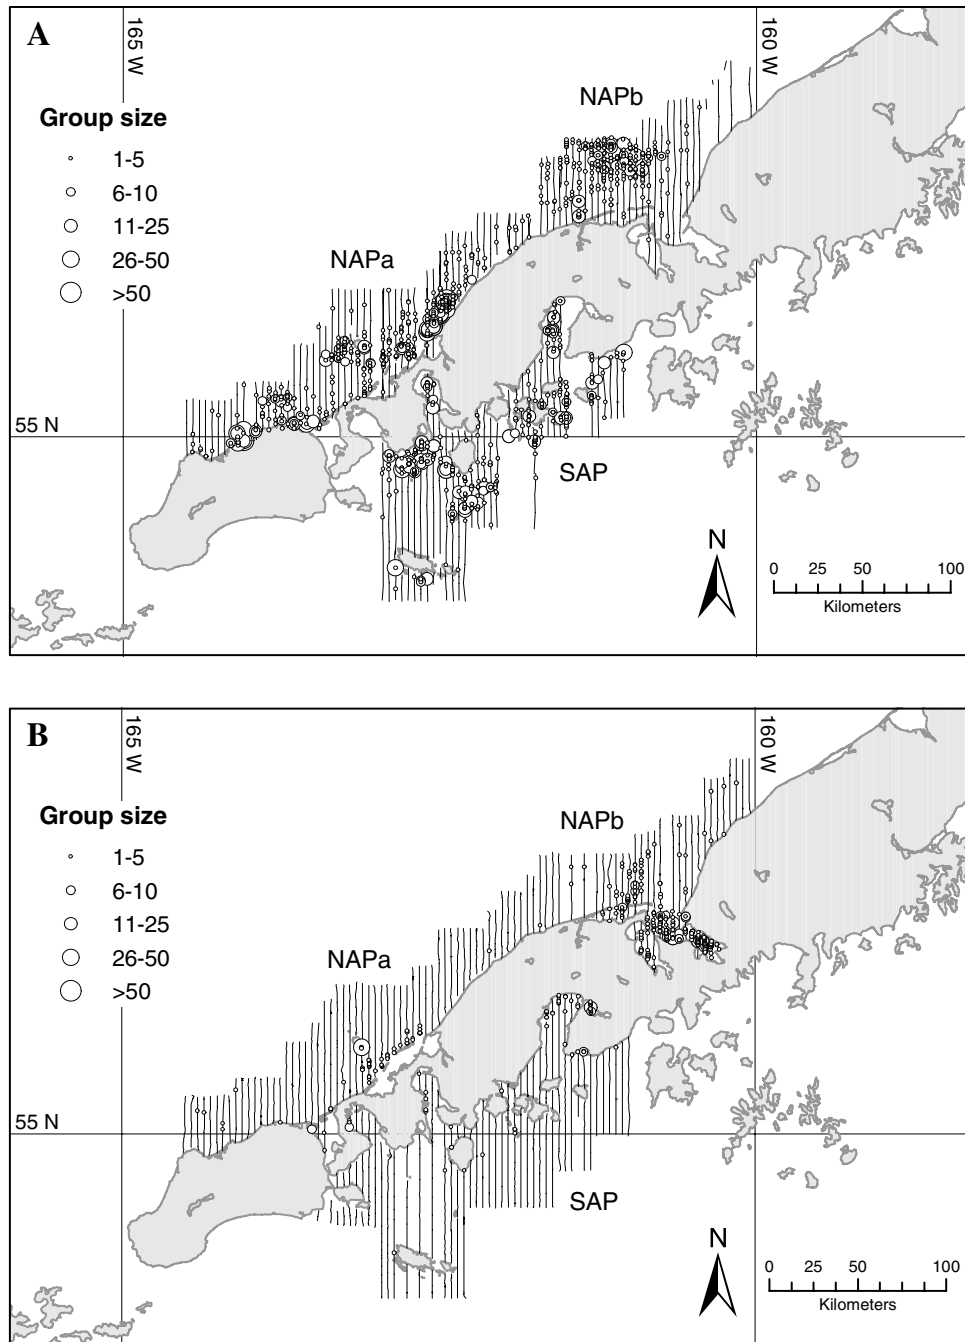 A
165 W
160 W
NAPb
Group size
1-5
6-10
11-25
26-50
>50
NAPa
55 N
SAP
N
0 25 50 100
Kilometers
B
165 W
160 W
NAPb
Group size
1-5
6-10
11-25
26-50
>50
NAPa
55 N
SAP
N
0 25 50 100
Kilometers